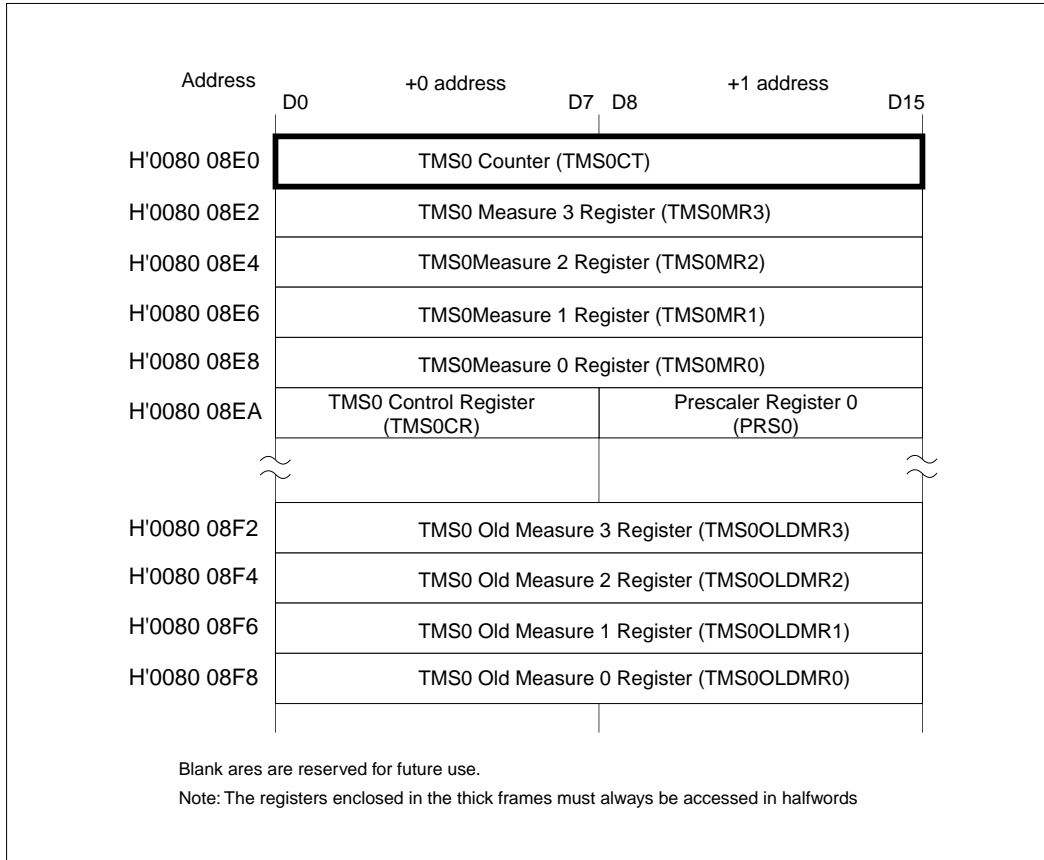 Address +0 address +1 address
D0 D7 D8 D15
H'0080 08E0 TMS0 Counter (TMS0CT)
H'0080 08E2 TMS0 Measure 3 Register (TMS0MR3)
H'0080 08E4 TMS0Measure 2 Register (TMS0MR2)
H'0080 08E6 TMS0Measure 1 Register (TMS0MR1)
H'0080 08E8 TMS0Measure 0 Register (TMS0MR0)
H'0080 08EA TMS0 Control Register Prescaler Register 0
(TMS0CR) (PRS0)
H'0080 08F2 TMS0 Old Measure 3 Register (TMS0OLDMR3)
H'0080 08F4 TMS0 Old Measure 2 Register (TMS0OLDMR2)
H'0080 08F6 TMS0 Old Measure 1 Register (TMS0OLDMR1)
H'0080 08F8 TMS0 Old Measure 0 Register (TMS0OLDMR0)
Blank ares are reserved for future use.
Note: The registers enclosed in the thick frames must always be accessed in halfwords